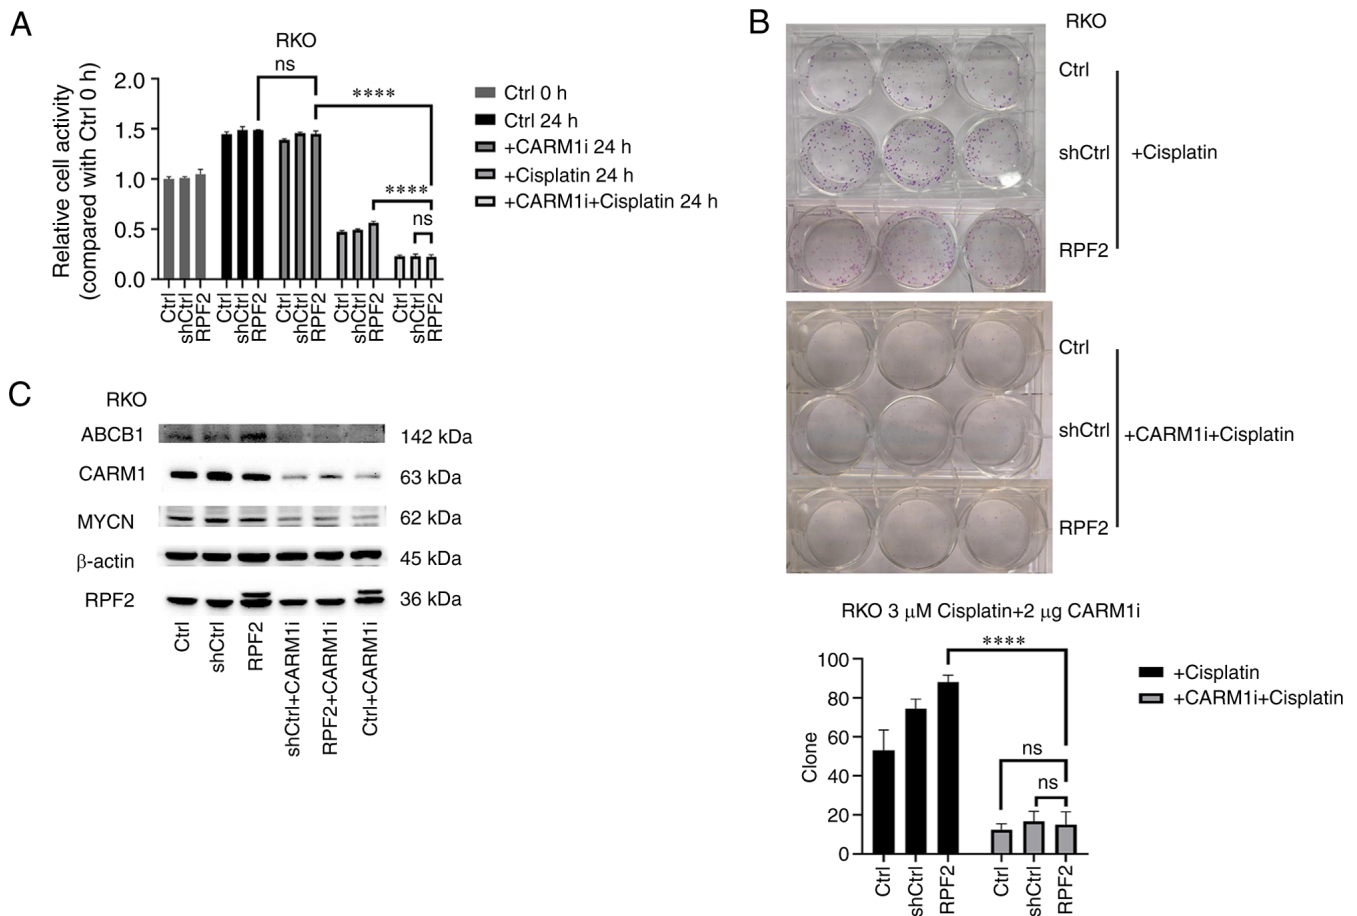 A
RKO
ns
****
****
ns
Relative cell activity
(compared with Ctrl 0 h)
2.0
1.5
1.0
0.5
0.0
Ctrl
shCtrl
RPF2
Ctrl
shCtrl
RPF2
Ctrl
shCtrl
RPF2
Ctrl
shCtrl
RPF2
Ctrl
shCtrl
RPF2
Ctrl 0 h
Ctrl 24 h
+CARM1i 24 h
+Cisplatin 24 h
+CARM1i+Cisplatin 24 h
B
RKO
Ctrl
shCtrl
RPF2
+Cisplatin
Ctrl
shCtrl
RPF2
+CARM1i+Cisplatin
RKO 3 μM Cisplatin+2 μg CARM1i
****
ns
ns
Clone
100
80
60
40
20
0
Ctrl
shCtrl
RPF2
Ctrl
shCtrl
RPF2
+Cisplatin
+CARM1i+Cisplatin
C
RKO
ABCB1 142 kDa
CARM1 63 kDa
MYCN 62 kDa
β-actin 45 kDa
RPF2 36 kDa
Ctrl
shCtrl
RPF2
shCtrl+CARM1i
RPF2+CARM1i
Ctrl+CARM1i